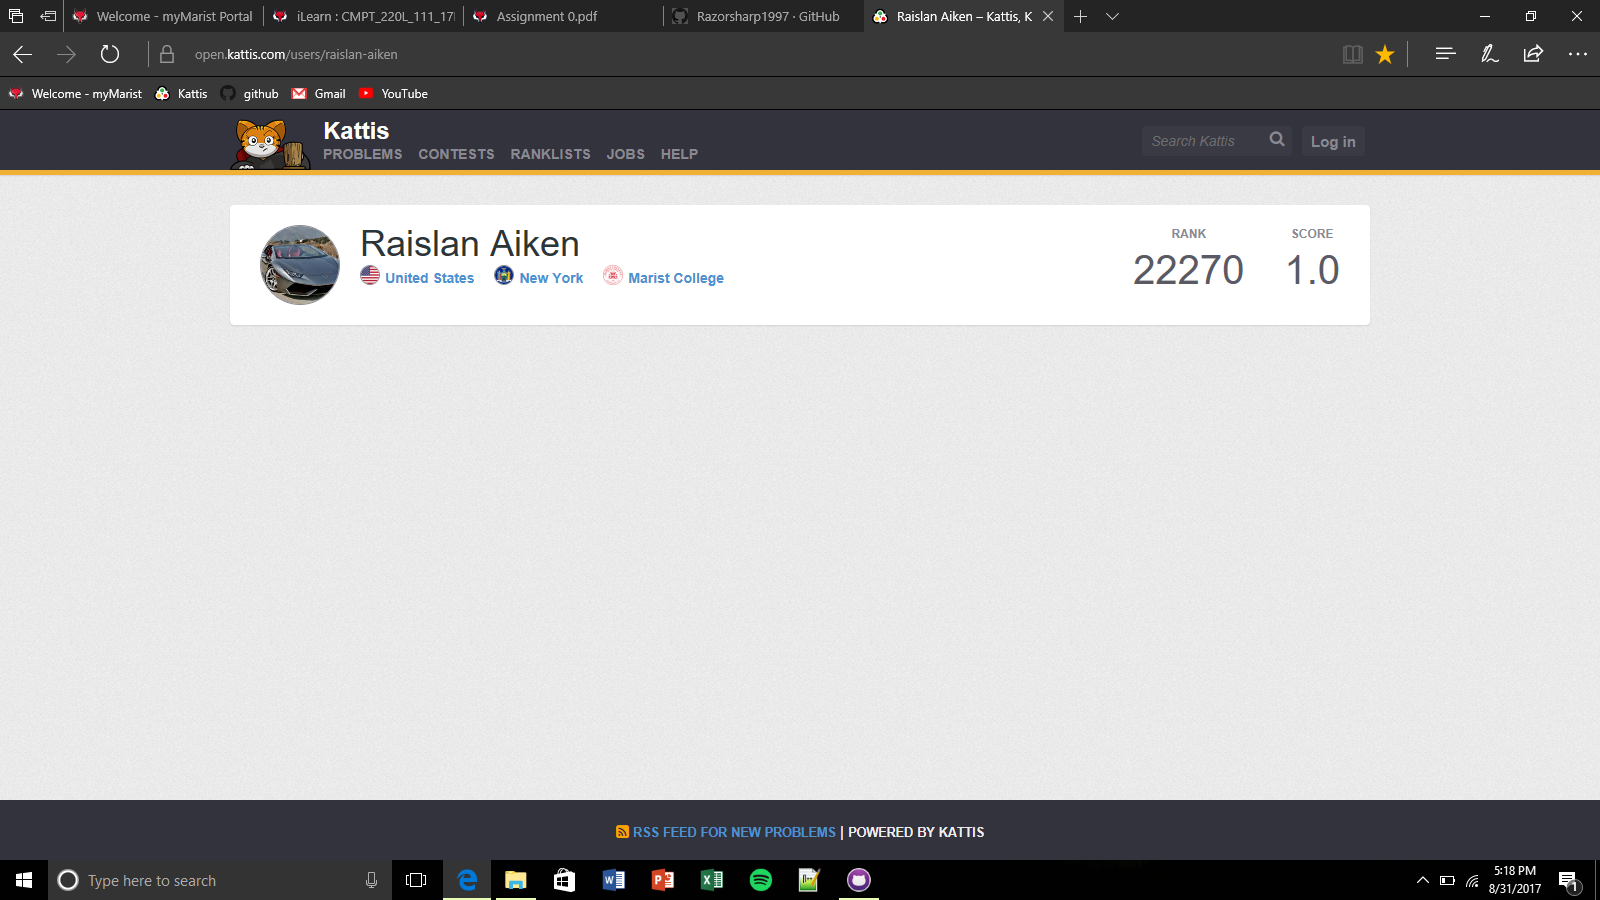 Welcome - myMarist Portal
iLearn : CMPT_220L_111_17
Assignment 0.pdf
Razorsharp1997 · GitHub
Raislan Aiken – Kattis, K
open.kattis.com/users/raislan-aiken
Welcome - myMarist
Kattis
github
Gmail
YouTube
Kattis
PROBLEMS CONTESTS RANKLISTS JOBS HELP
Search Kattis
Log in
Raislan Aiken
United States New York Marist College
RANK
22270
SCORE
1.0
RSS FEED FOR NEW PROBLEMS | POWERED BY KATTIS
Type here to search
5:18 PM
8/31/2017
1